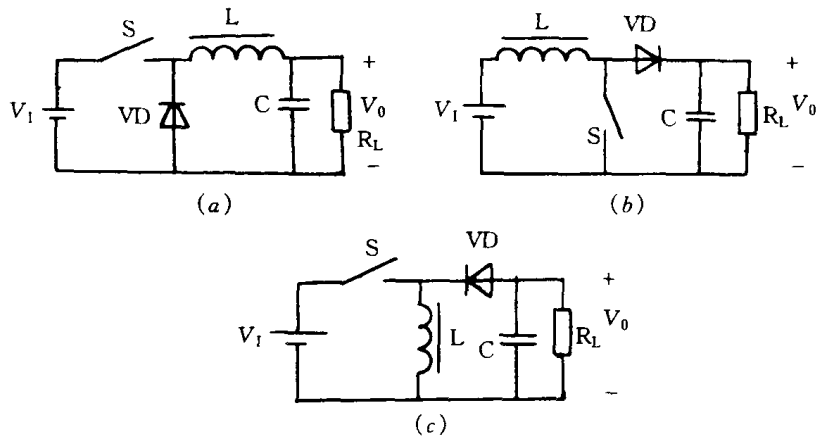 S
L
+
V_I
VD
C
V_0
R_L
−
(a)
L
VD
+
V_I
S
C
R_L
V_0
−
(b)
S
VD
+
V_I
L
C
R_L
V_0
−
(c)